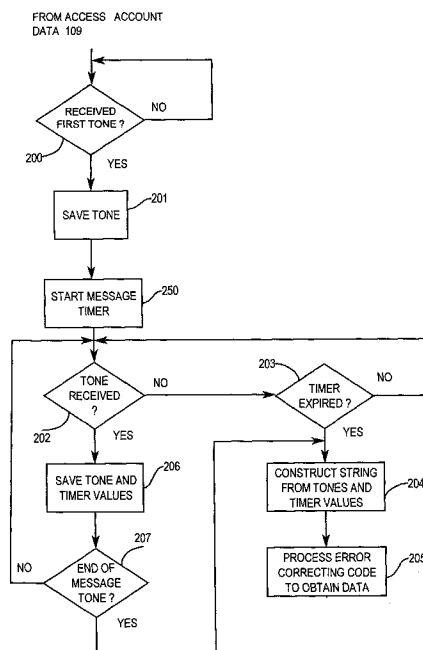 FROM ACCESS ACCOUNT
DATA 109
RECEIVED
FIRST TONE ?
NO
200
YES
SAVE TONE
201
START MESSAGE
TIMER
250
TONE
RECEIVED
?
NO
202
YES
203
TIMER
EXPIRED ?
NO
YES
SAVE TONE AND
TIMER VALUES
206
CONSTRUCT STRING
FROM TONES AND
TIMER VALUES
204
END OF
MESSAGE
TONE ?
207
NO
YES
PROCESS ERROR
CORRECTING CODE
TO OBTAIN DATA
205